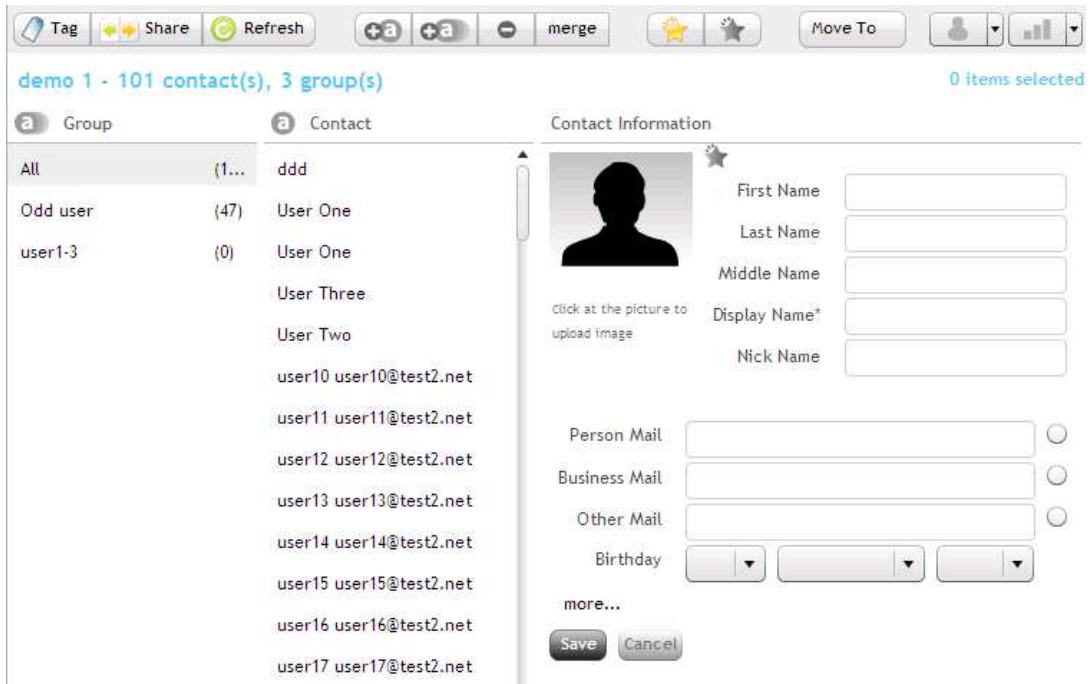 Tag Share Refresh a a merge Move To
demo 1 - 101 contact(s), 3 group(s) 0 items selected
a Group
All (1...
Odd user (47)
user1-3 (0)
a Contact
ddd
User One
User One
User Three
User Two
user10 user10@test2.net
user11 user11@test2.net
user12 user12@test2.net
user13 user13@test2.net
user14 user14@test2.net
user15 user15@test2.net
user16 user16@test2.net
user17 user17@test2.net
Contact Information
click at the picture to
upload image
First Name
Last Name
Middle Name
Display Name*
Nick Name
Person Mail
Business Mail
Other Mail
Birthday
more...
Save Cancel